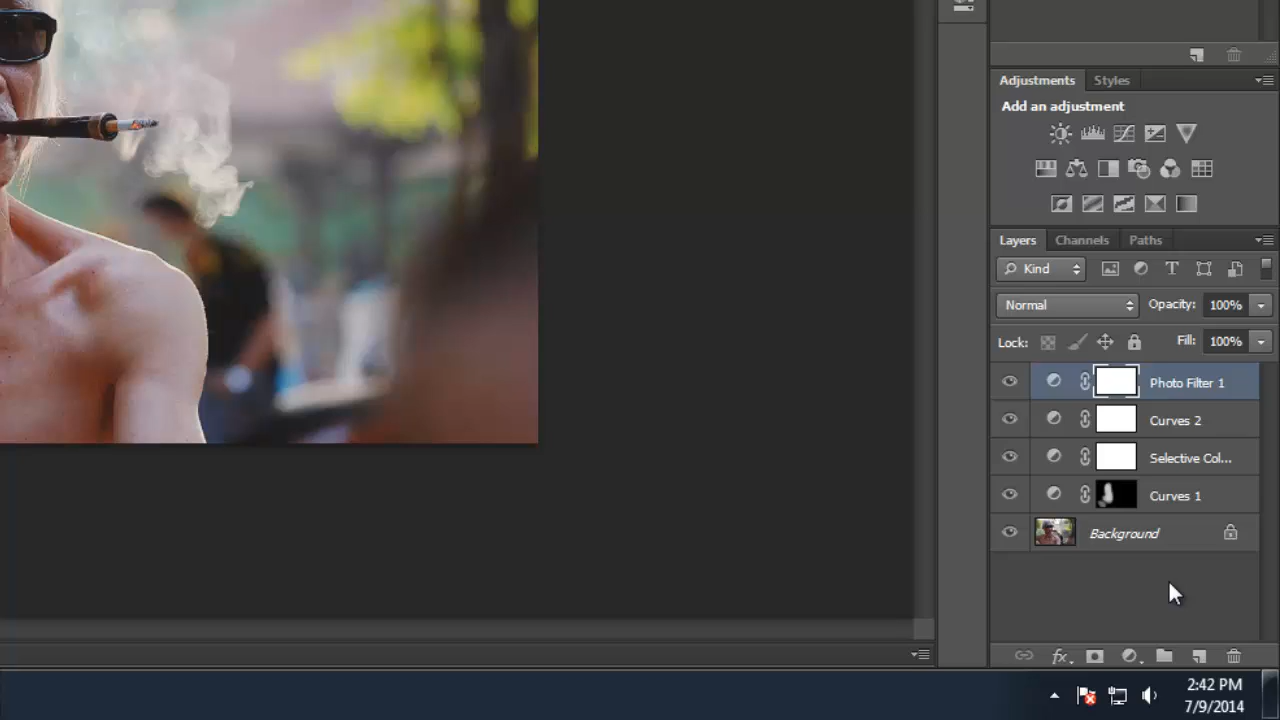 Adjustments Styles
Add an adjustment
Layers Channels Paths
Kind
Normal Opacity: 100%
Lock: Fill: 100%
Photo Filter 1
Curves 2
Selective Col...
Curves 1
Background
fx
2:42 PM
7/9/2014